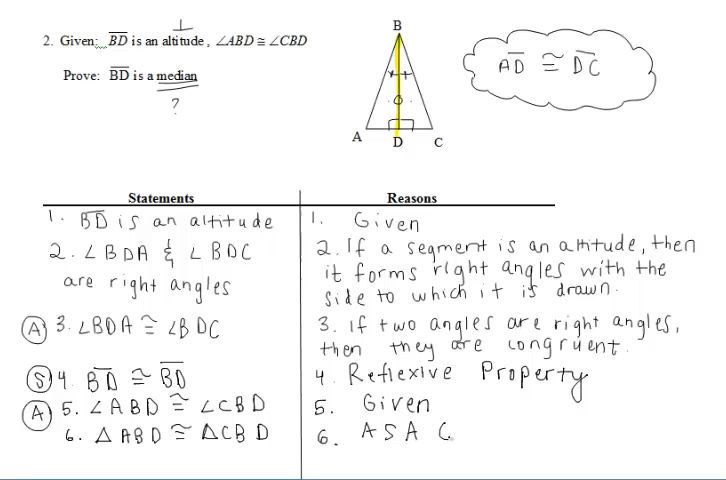 ⊥
2. Given: BD is an altitude, ∠ABD ≅ ∠CBD
Prove: BD is a median
?
B
A D C
AD ≅ DC
Statements
Reasons
1. BD is an altitude
1. Given
2. ∠BDA & ∠BDC
are right angles
2. If a segment is an altitude, then
it forms right angles with the
side to which it is drawn.
A 3. ∠BDA ≅ ∠BDC
3. If two angles are right angles,
then they are congruent.
S 4. BD ≅ BD
4. Reflexive Property
A 5. ∠ABD ≅ ∠CBD
5. Given
6. △ABD ≅ △CBD
6. ASA C